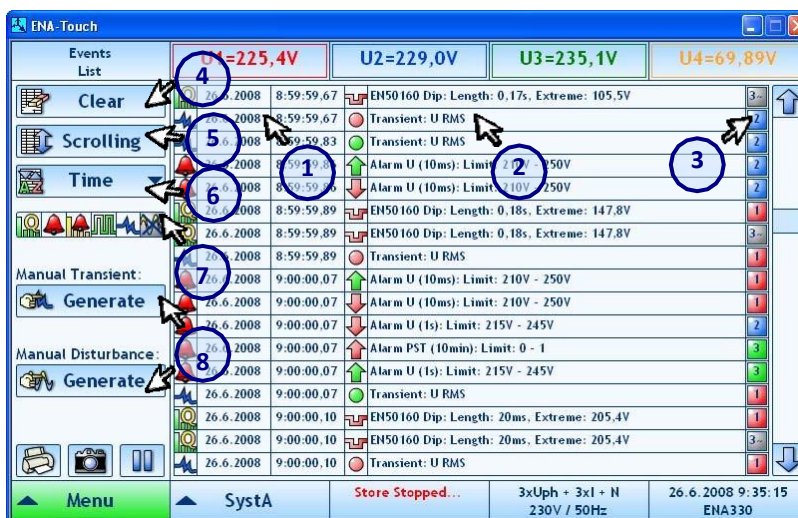 ENA-Touch
Events
List
U1=225,4V
U2=229,0V
U3=235,1V
U4=69,89V
Clear
Scrolling
Time
Manual Transient:
Generate
Manual Disturbance:
Generate
Menu
26.6.2008 8:59:59,67 EN50160 Dip: Length: 0,17s, Extreme: 105,5V 3~
8:59:59,67 Transient: U RMS 2
8:59:59,83 Transient: U RMS 2
8:59:59,86 Alarm U (10ms): Limit: 210V - 250V 2
8:59:59,86 Alarm U (10ms): Limit: 210V - 250V 2
26.6.2008 8:59:59,89 EN50160 Dip: Length: 0,18s, Extreme: 147,8V 1
26.6.2008 8:59:59,89 EN50160 Dip: Length: 0,18s, Extreme: 147,8V 3~
26.6.2008 8:59:59,89 Transient: U RMS 1
26.6.2008 9:00:00,07 Alarm U (10ms): Limit: 210V - 250V 1
26.6.2008 9:00:00,07 Alarm U (10ms): Limit: 210V - 250V 1
26.6.2008 9:00:00,07 Alarm U (1s): Limit: 215V - 245V 2
26.6.2008 9:00:00,07 Alarm PST (10min): Limit: 0 - 1 3
26.6.2008 9:00:00,07 Alarm U (1s): Limit: 215V - 245V 3
26.6.2008 9:00:00,07 Transient: U RMS 1
26.6.2008 9:00:00,10 EN50160 Dip: Length: 20ms, Extreme: 205,4V 1
26.6.2008 9:00:00,10 EN50160 Dip: Length: 20ms, Extreme: 205,4V 3~
26.6.2008 9:00:00,10 Transient: U RMS 1
4
5
6
7
8
1
2
3
SystA
Store Stopped...
3xUph + 3xI + N
230V / 50Hz
26.6.2008 9:35:15
ENA330